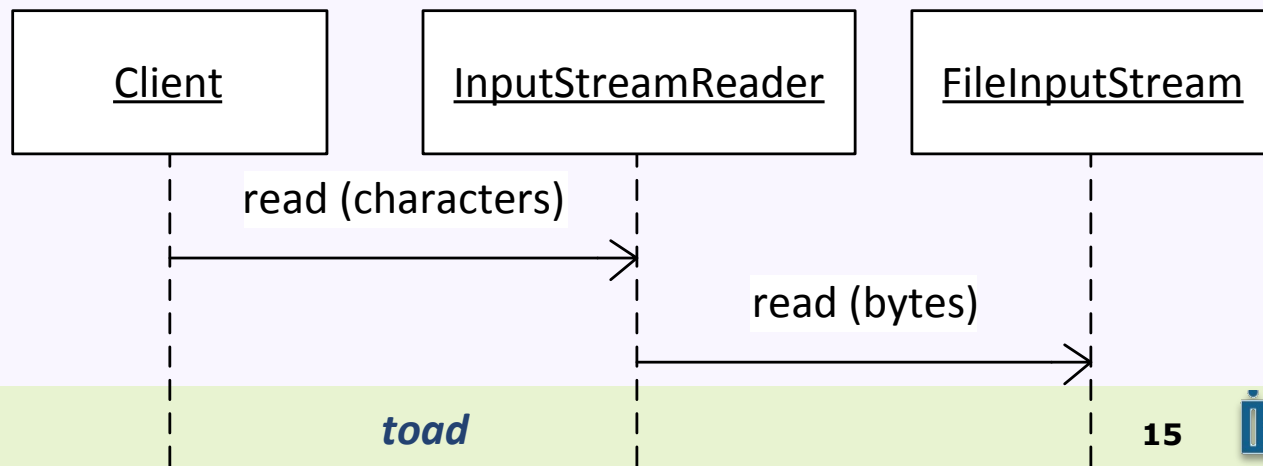 Client InputStreamReader FileInputStream
read (characters)
read (bytes)
toad 15